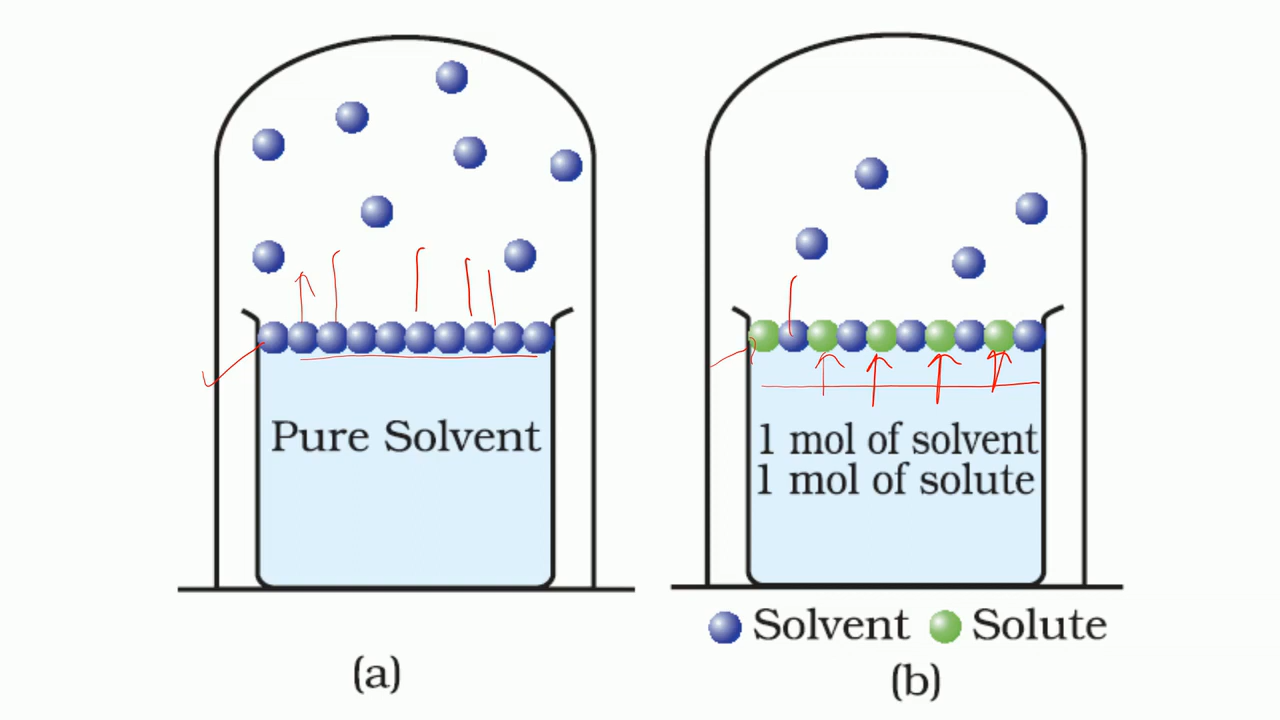 Pure Solvent
1 mol of solvent
1 mol of solute
Solvent Solute
(a)
(b)